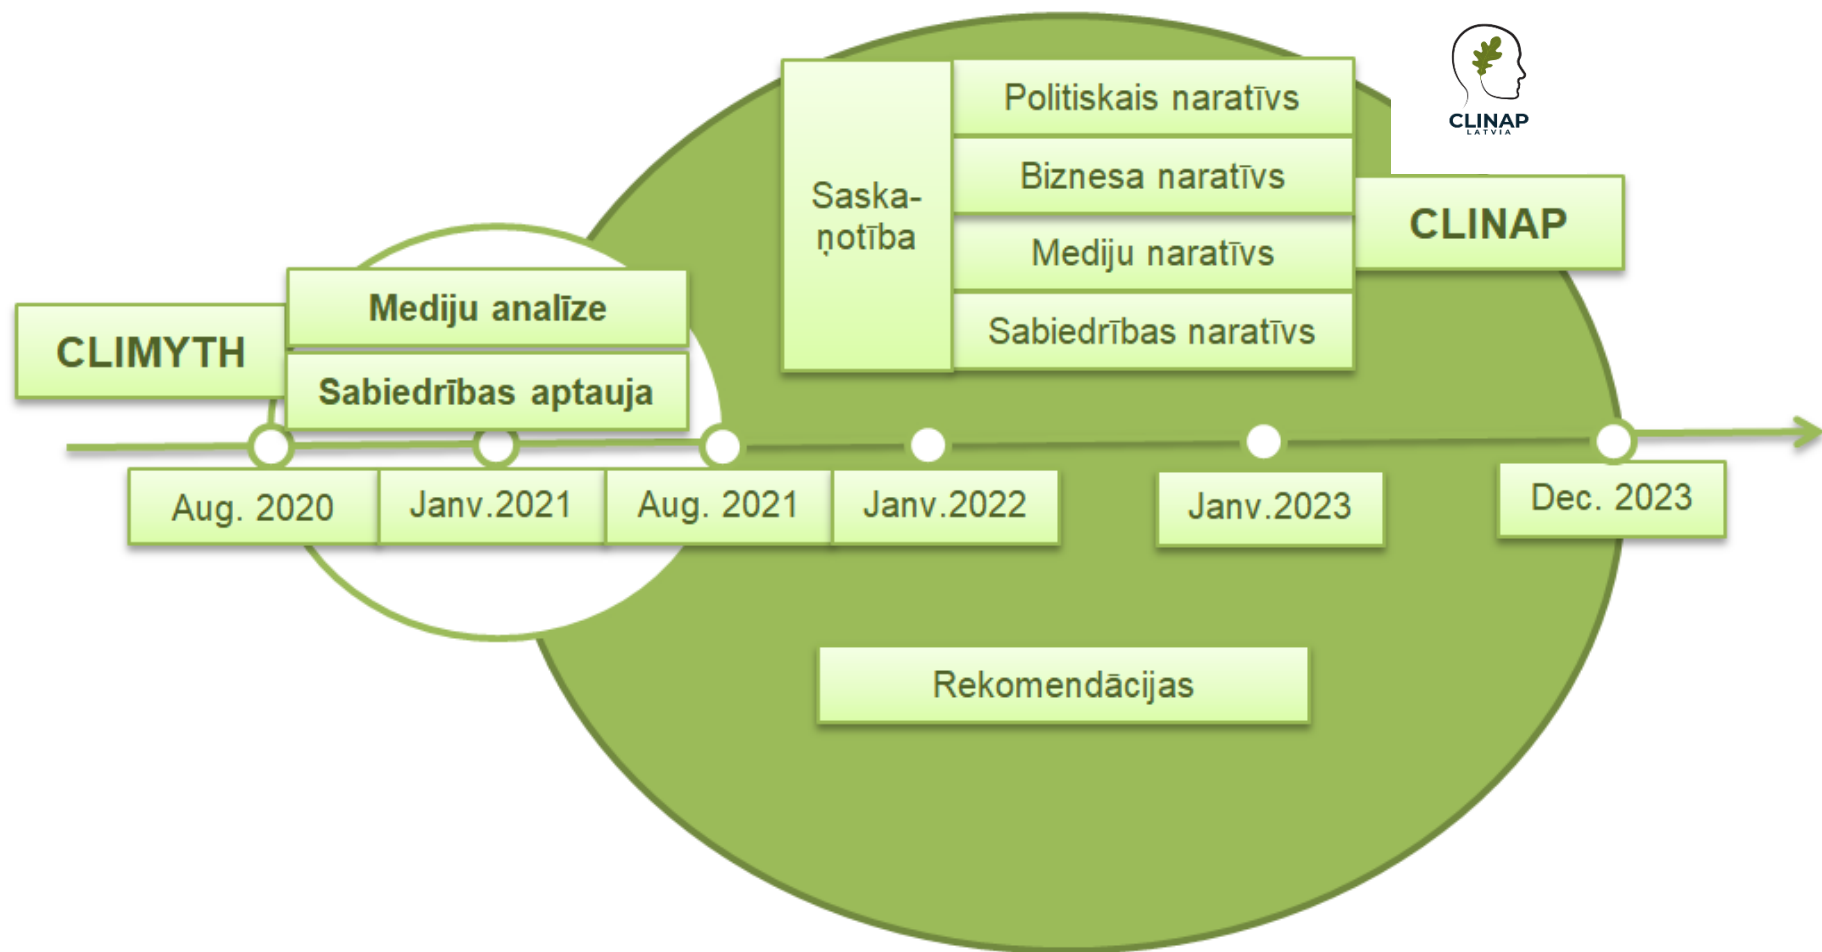 CLINAP
LATVIA
Politiskais naratīvs
Biznesa naratīvs
Mediju naratīvs
Sabiedrības naratīvs
Saska-
ņotība
CLINAP
CLIMYTH
Mediju analīze
Sabiedrības aptauja
Aug. 2020
Janv.2021
Aug. 2021
Janv.2022
Janv.2023
Dec. 2023
Rekomendācijas